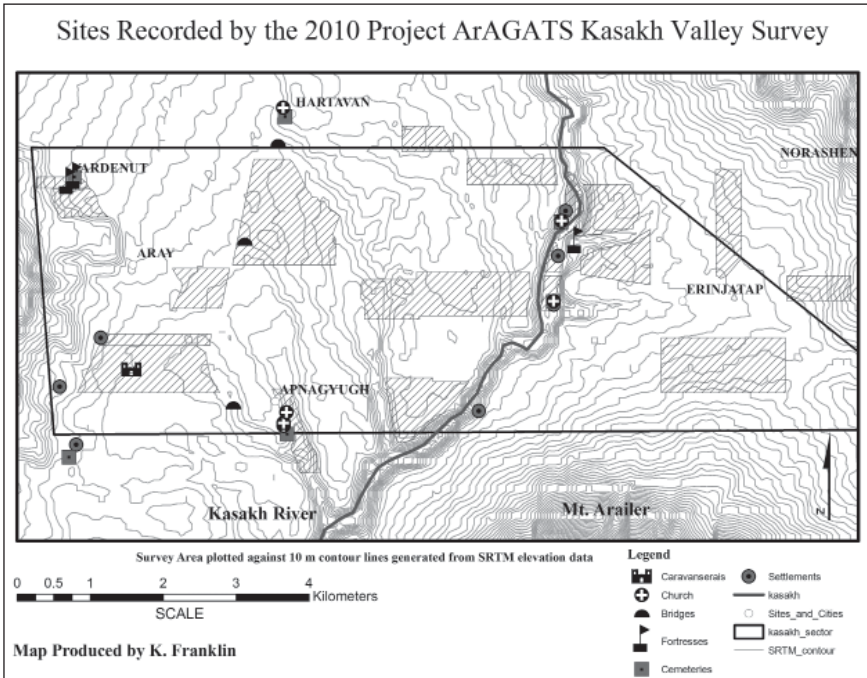 Sites Recorded by the 2010 Project ArAGATS Kasakh Valley Survey
HARTAVAN
NORASHEN
VARDENUT
ARAY
ERINJATAP
APNAGYUGH
Kasakh River
Mt. Arailer
N
Survey Area plotted against 10 m contour lines generated from SRTM elevation data
0 0.5 1 2 3 4
Kilometers
SCALE
Map Produced by K. Franklin
Legend
Caravanserais
Church
Bridges
Fortresses
Cemeteries
Settlements
kasakh
Sites_and_Cities
kasakh_sector
SRTM_contour